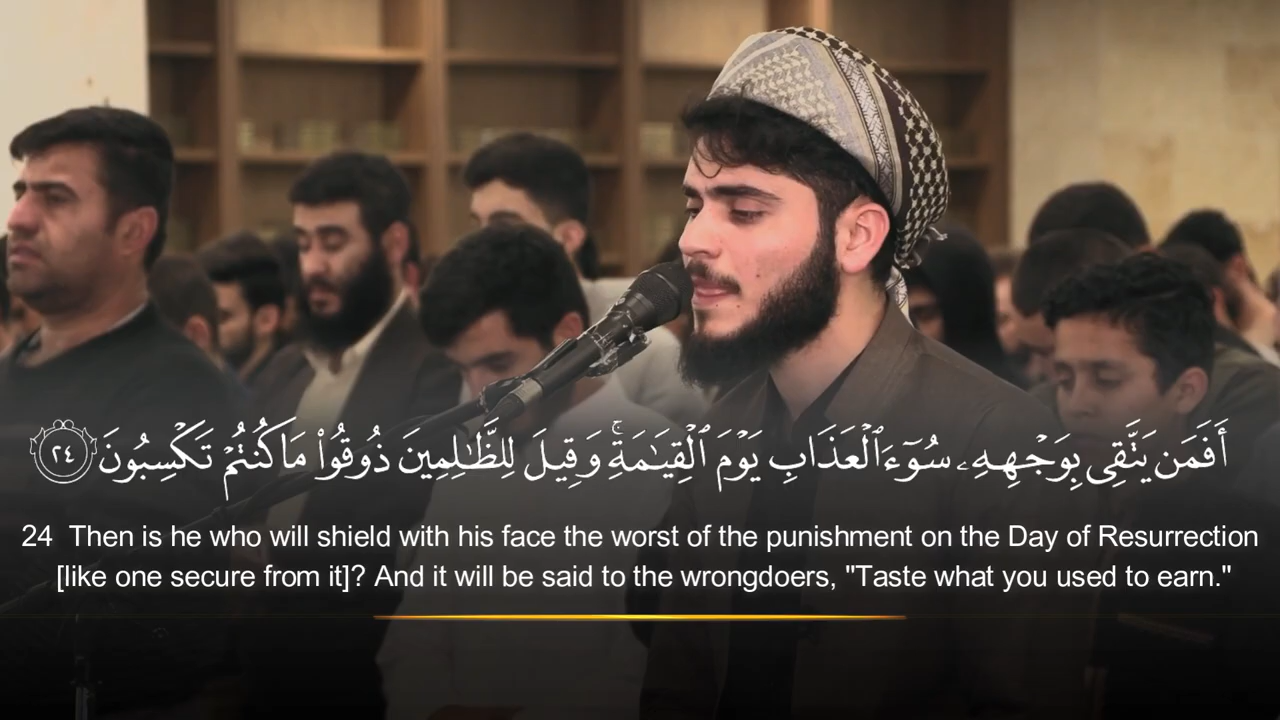 أَفَمَن يَتَّقِى بِوَجْهِهِۦ سُوٓءَ ٱلْعَذَابِ يَوْمَ ٱلْقِيَـٰمَةِۚ وَقِيلَ لِلظَّـٰلِمِينَ ذُوقُوا۟ مَا كُنتُمْ تَكْسِبُونَ ٢٤
24 Then is he who will shield with his face the worst of the punishment on the Day of Resurrection
[like one secure from it]? And it will be said to the wrongdoers, "Taste what you used to earn."